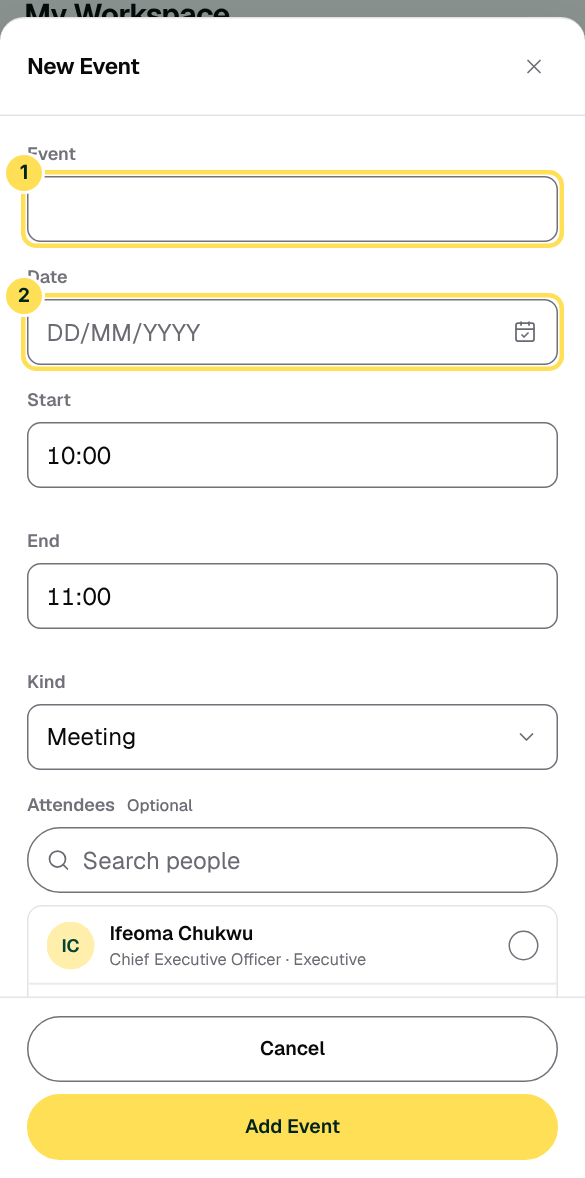 My Workspace
New Event
Event
1
Date
2
DD/MM/YYYY
Start
10:00
End
11:00
Kind
Meeting
Attendees Optional
Search people
IC
Ifeoma Chukwu
Chief Executive Officer · Executive
Cancel
Add Event